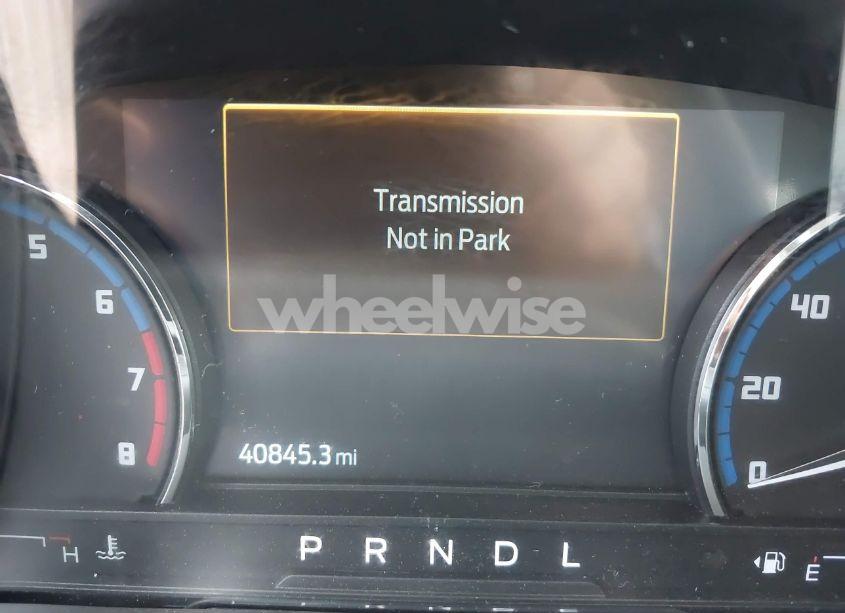 Transmission
Not in Park
wheelwise
5
6
7
8
40
20
0
40845.3 mi
H
P R N D L
E